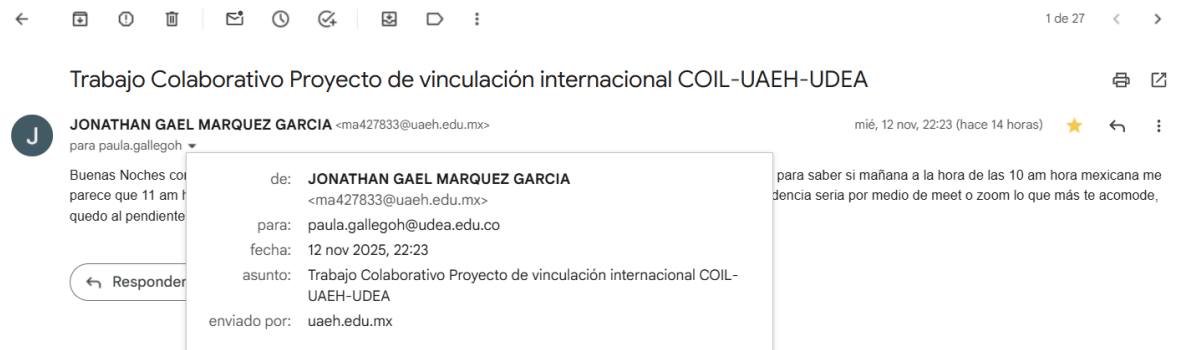 1 de 27
Trabajo Colaborativo Proyecto de vinculación internacional COIL-UAEH-UDEA
J
JONATHAN GAEL MARQUEZ GARCIA <ma427833@uaeh.edu.mx>
mié, 12 nov, 22:23 (hace 14 horas)
para paula.gallegoh
Buenas Noches
para saber si mañana a la hora de las 10 am hora mexicana me
parece que 11 am
seria por medio de meet o zoom lo que más te acomode,
quedo al pendiente
de: JONATHAN GAEL MARQUEZ GARCIA
<ma427833@uaeh.edu.mx>
para: paula.gallegoh@udea.edu.co
fecha: 12 nov 2025, 22:23
asunto: Trabajo Colaborativo Proyecto de vinculación internacional COIL-
UAEH-UDEA
enviado por: uaeh.edu.mx
Responder